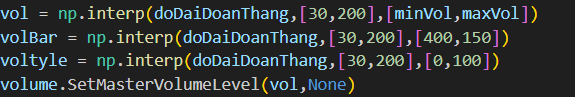 vol = np.interp(doDaiDoanThang,[30,200],[minVol,maxVol])
volBar = np.interp(doDaiDoanThang,[30,200],[400,150])
voltyle = np.interp(doDaiDoanThang,[30,200],[0,100])
volume.SetMasterVolumeLevel(vol,None)